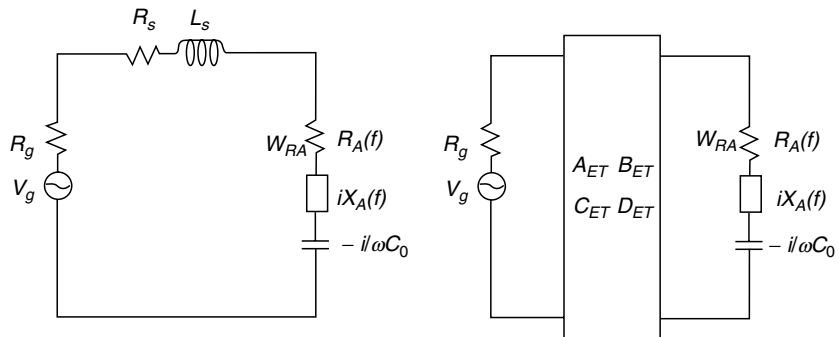 R_s L_s
R_g
V_g
W_RA R_A(f)
iX_A(f)
– i/ωC_0
R_g
V_g
A_ET B_ET
C_ET D_ET
W_RA R_A(f)
iX_A(f)
– i/ωC_0